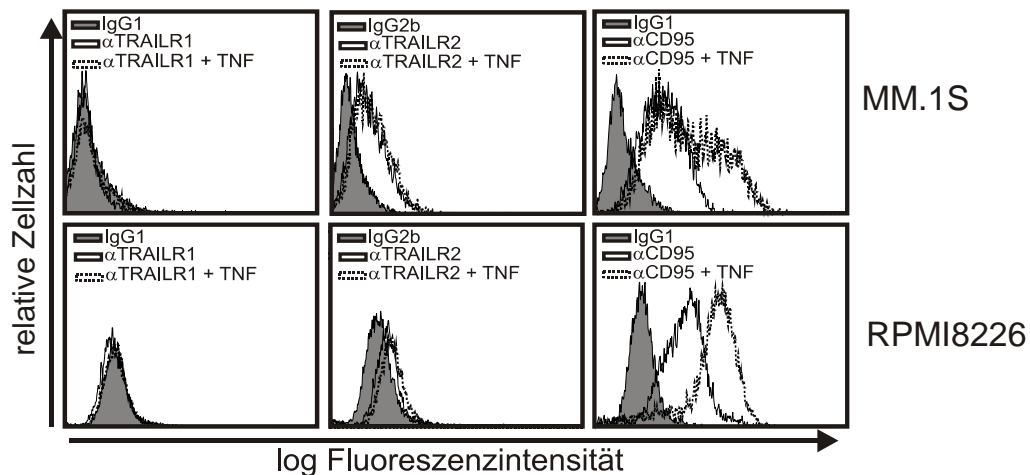 IgG1
αTRAILR1
αTRAILR1 + TNF
IgG2b
αTRAILR2
αTRAILR2 + TNF
IgG1
αCD95
αCD95 + TNF
MM.1S
IgG1
αTRAILR1
αTRAILR1 + TNF
IgG2b
αTRAILR2
αTRAILR2 + TNF
IgG1
αCD95
αCD95 + TNF
RPMI8226
relative Zellzahl
log Fluoreszenzintensität